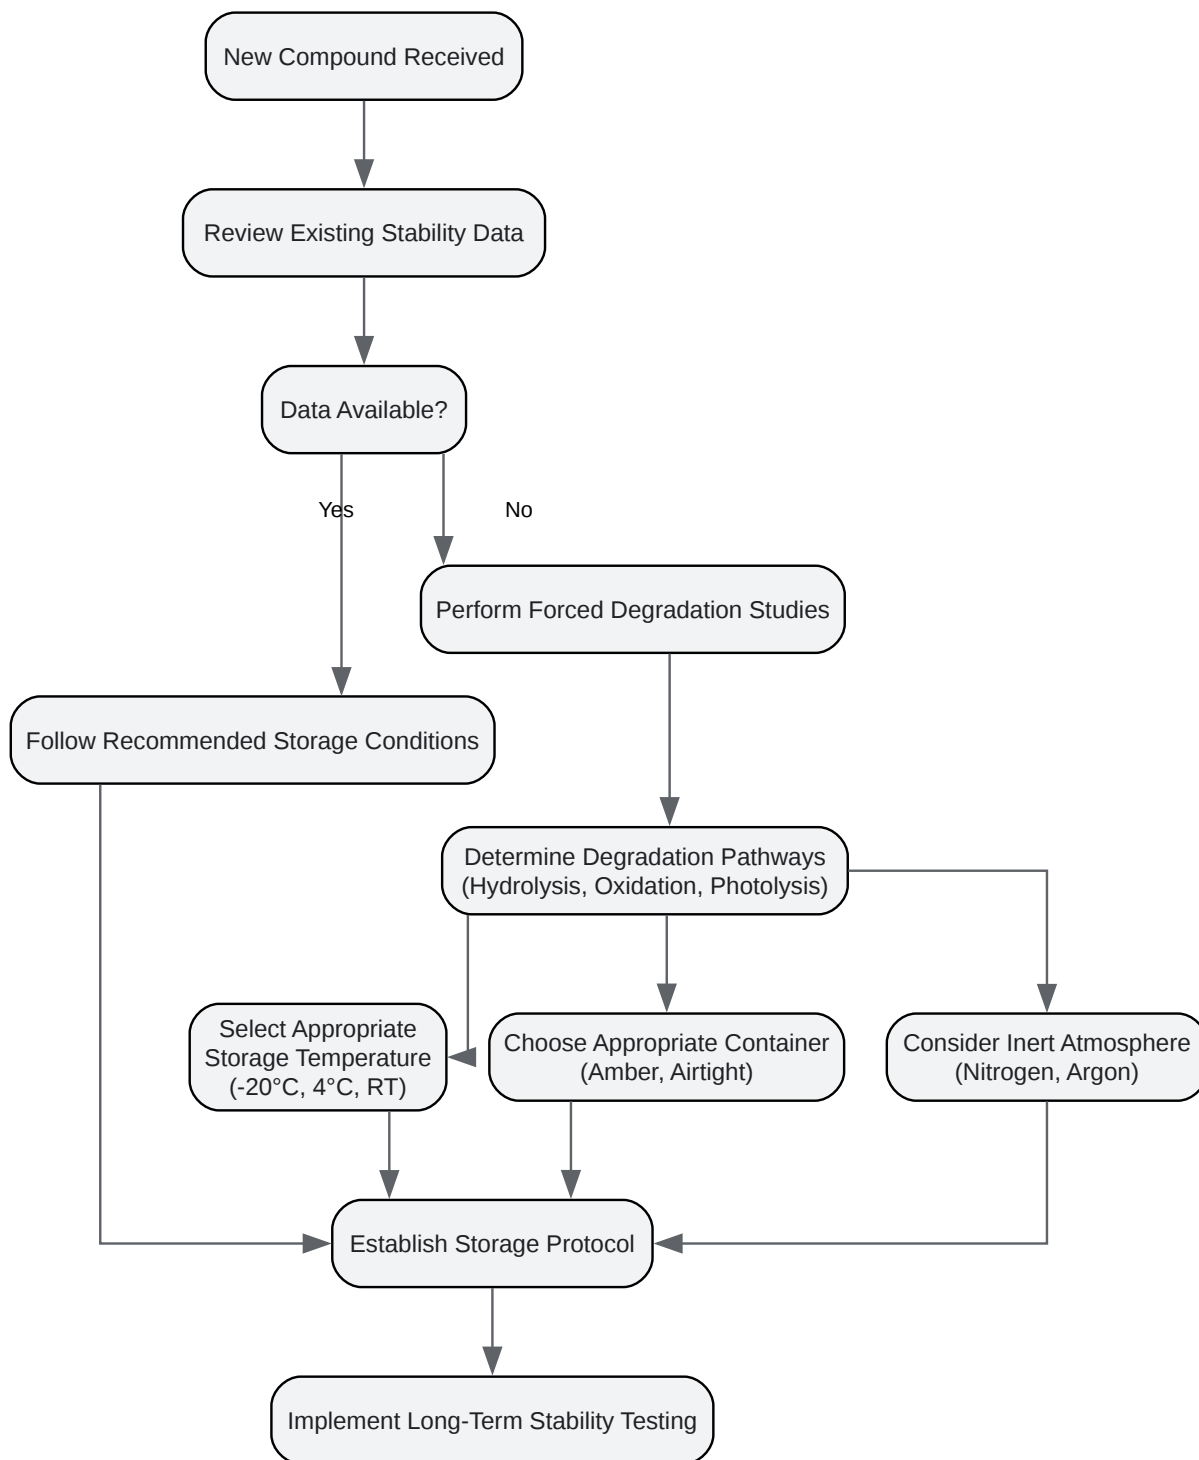 New Compound Received
Review Existing Stability Data
Data Available?
Yes
No
Perform Forced Degradation Studies
Follow Recommended Storage Conditions
Determine Degradation Pathways
(Hydrolysis, Oxidation, Photolysis)
Select Appropriate
Storage Temperature
(-20°C, 4°C, RT)
Choose Appropriate Container
(Amber, Airtight)
Consider Inert Atmosphere
(Nitrogen, Argon)
Establish Storage Protocol
Implement Long-Term Stability Testing